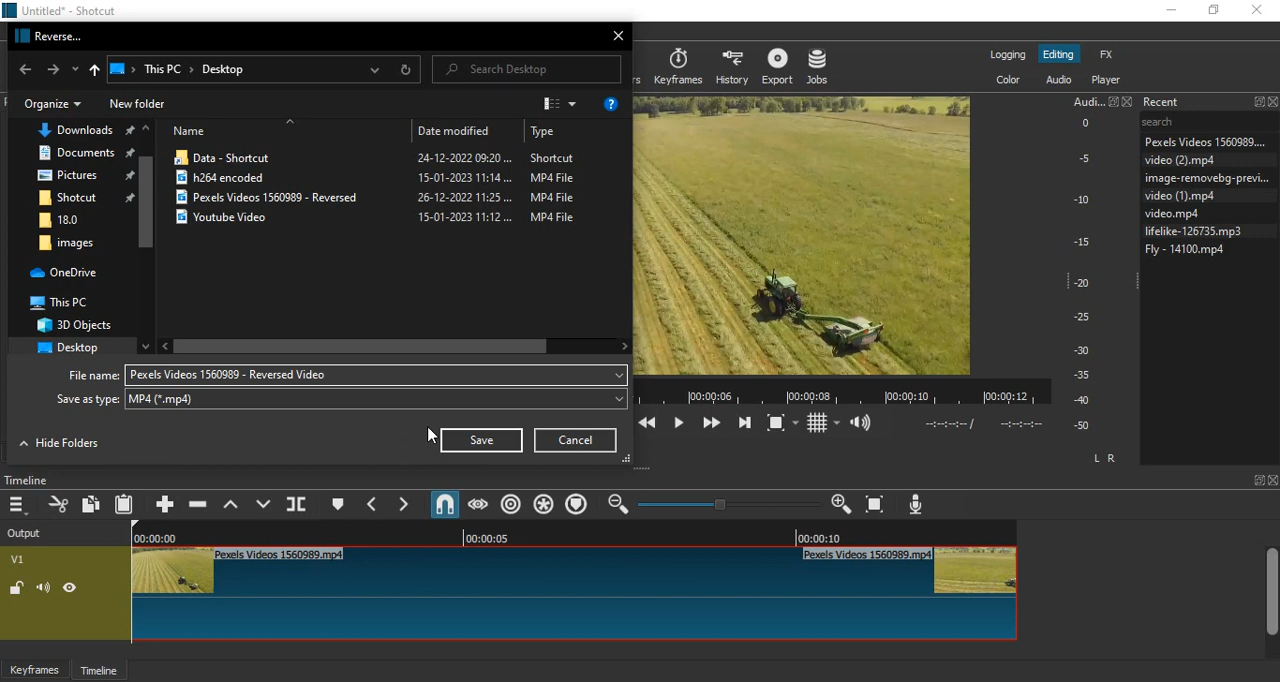 Untitled* - Shotcut
Reverse...
This PC > Desktop
Search Desktop
Organize
New folder
Downloads
Documents
Pictures
Shotcut
18.0
images
OneDrive
This PC
3D Objects
Desktop
Name Date modified Type
Data - Shortcut 24-12-2022 09:20 ... Shortcut
h264 encoded 15-01-2023 11:14 ... MP4 File
Pexels Videos 1560989 - Reversed 26-12-2022 11:25 ... MP4 File
Youtube Video 15-01-2023 11:12 ... MP4 File
File name: Pexels Videos 1560989 - Reversed Video
Save as type: MP4 (*.mp4)
Hide Folders
Save
Cancel
rs
Keyframes
History
Export
Jobs
Logging
Editing
FX
Color
Audio
Player
Audi...
0
-5
-10
-15
-20
-25
-30
-35
-40
-50
L R
Recent
search
Pexels Videos 1560989....
video (2).mp4
image-removebg-previ...
video (1).mp4
video.mp4
lifelike-126735.mp3
Fly - 14100.mp4
00:00:06 00:00:08 00:00:10 00:00:12
--:--:--:-- / --:--:--:--
Timeline
Output
00:00:00 00:00:05 00:00:10
V1
Pexels Videos 1560989.mp4 Pexels Videos 1560989.mp4
Keyframes
Timeline